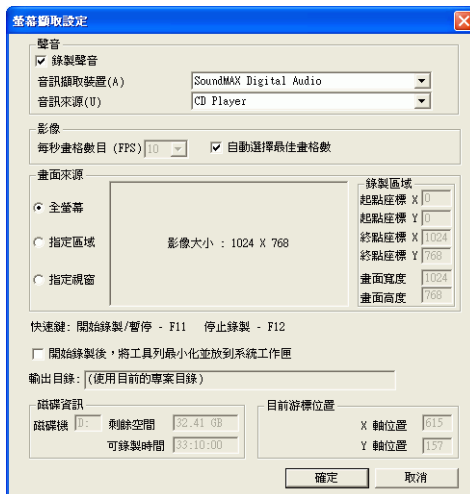 螢幕擷取設定
聲音
錄製聲音
音訊擷取裝置(A) SoundMAX Digital Audio
音訊來源(U) CD Player
影像
每秒畫格數目 (FPS) 10 自動選擇最佳畫格數
畫面來源
全螢幕
指定區域
指定視窗
影像大小 : 1024 X 768
錄製區域
起點座標 X 0
起點座標 Y 0
終點座標 X 1024
終點座標 Y 768
畫面寬度 1024
畫面高度 768
快速鍵: 開始錄製/暫停 - F11 停止錄製 - F12
開始錄製後，將工具列最小化並放到系統工作匣
輸出目錄: (使用目前的專案目錄)
磁碟資訊
磁碟機 D: 剩餘空間 32.41 GB
可錄製時間 33:10:00
目前游標位置
X 軸位置 615
Y 軸位置 157
確定 取消